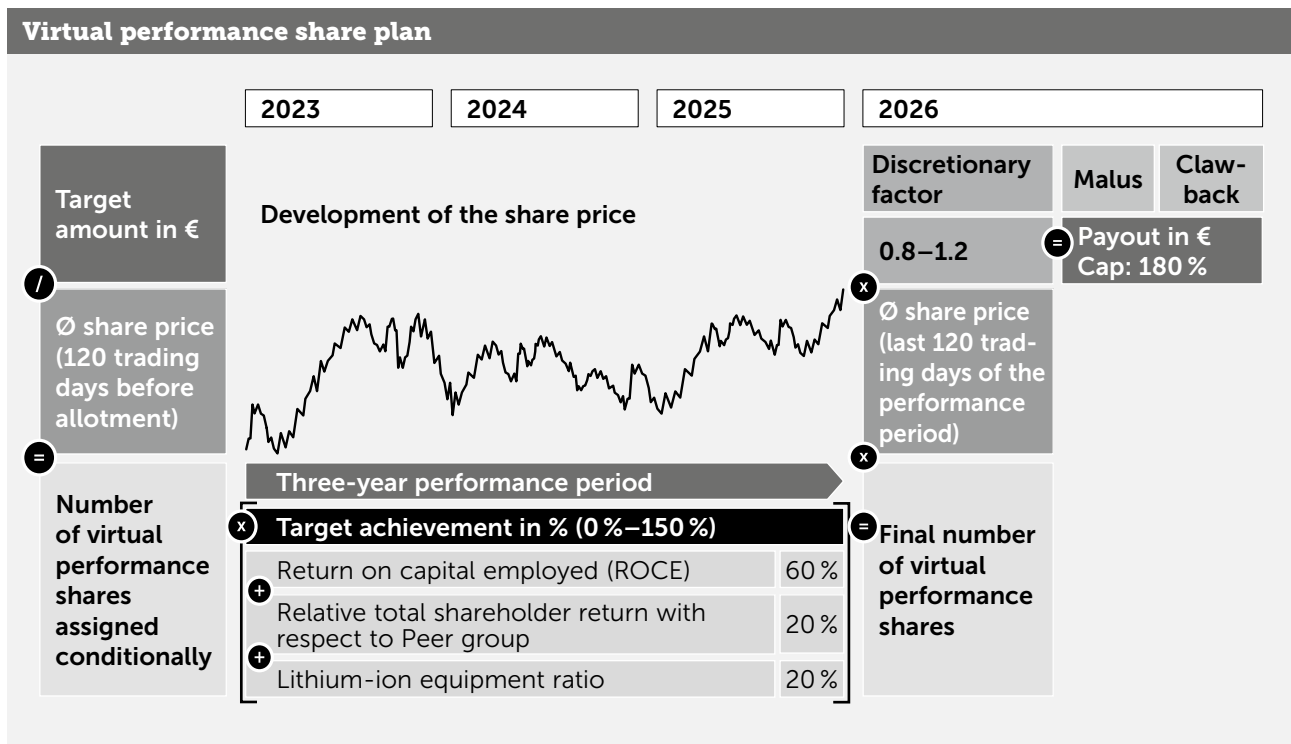 Virtual performance share plan
2023
2024
2025
2026
Target
amount in €
/
Ø share price
(120 trading
days before
allotment)
=
Number
of virtual
performance
shares
assigned
conditionally
Development of the share price
Three-year performance period
x
Target achievement in % (0 %–150 %)
Return on capital employed (ROCE)
60 %
+
Relative total shareholder return with
respect to Peer group
20 %
+
Lithium-ion equipment ratio
20 %
Discretionary
factor
0.8–1.2
x
Ø share price
(last 120 trad-
ing days of the
performance
period)
x
=
Final number
of virtual
performance
shares
Malus
Claw-
back
=
Payout in €
Cap: 180 %